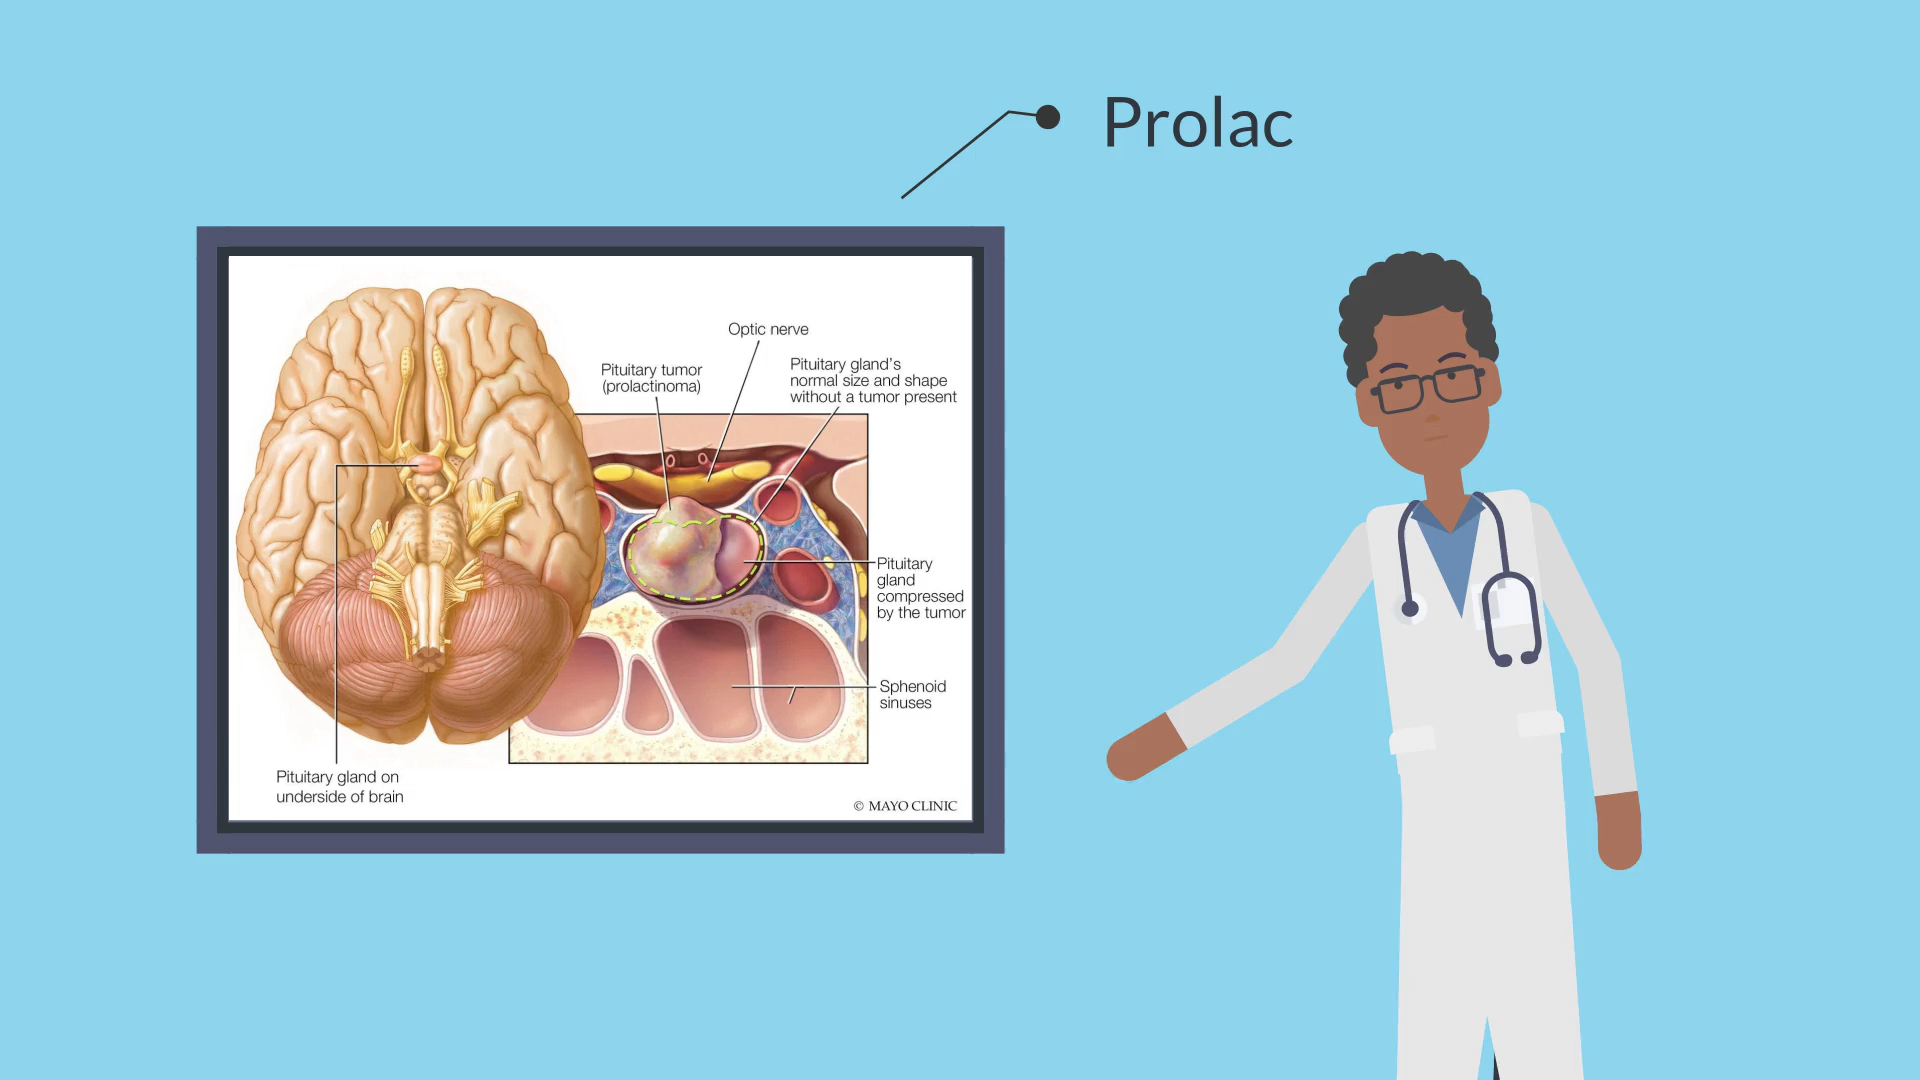 Prolac
Optic nerve
Pituitary tumor
(prolactinoma)
Pituitary gland's
normal size and shape
without a tumor present
Pituitary
gland
compressed
by the tumor
Sphenoid
sinuses
Pituitary gland on
underside of brain
© MAYO CLINIC